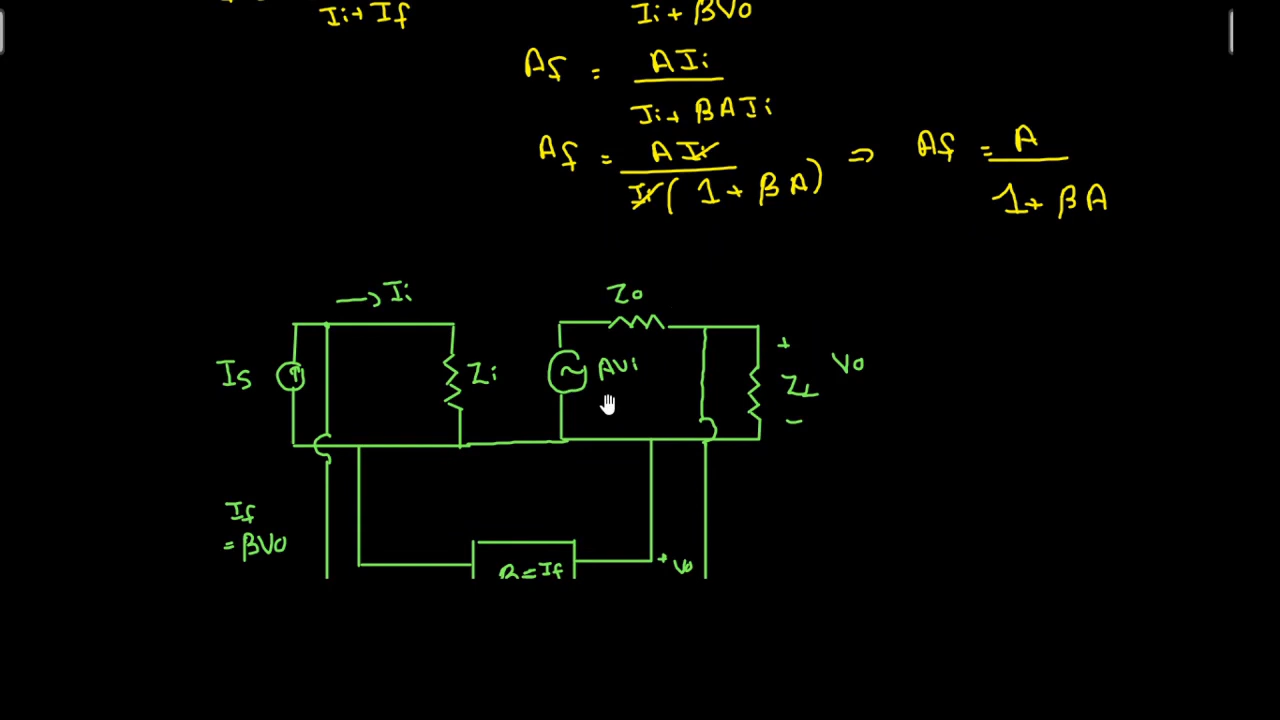 Ii+If
Ii+βVo
Af = AIi
Ii+ βAIi
Af = AIi
Ii( 1+ βA) ⇒ Af = A
1+ βA
→Ii
Zo
Is
Zi
AVi
+
ZL
-
Vo
If
= βVo
β=If
+ Vo